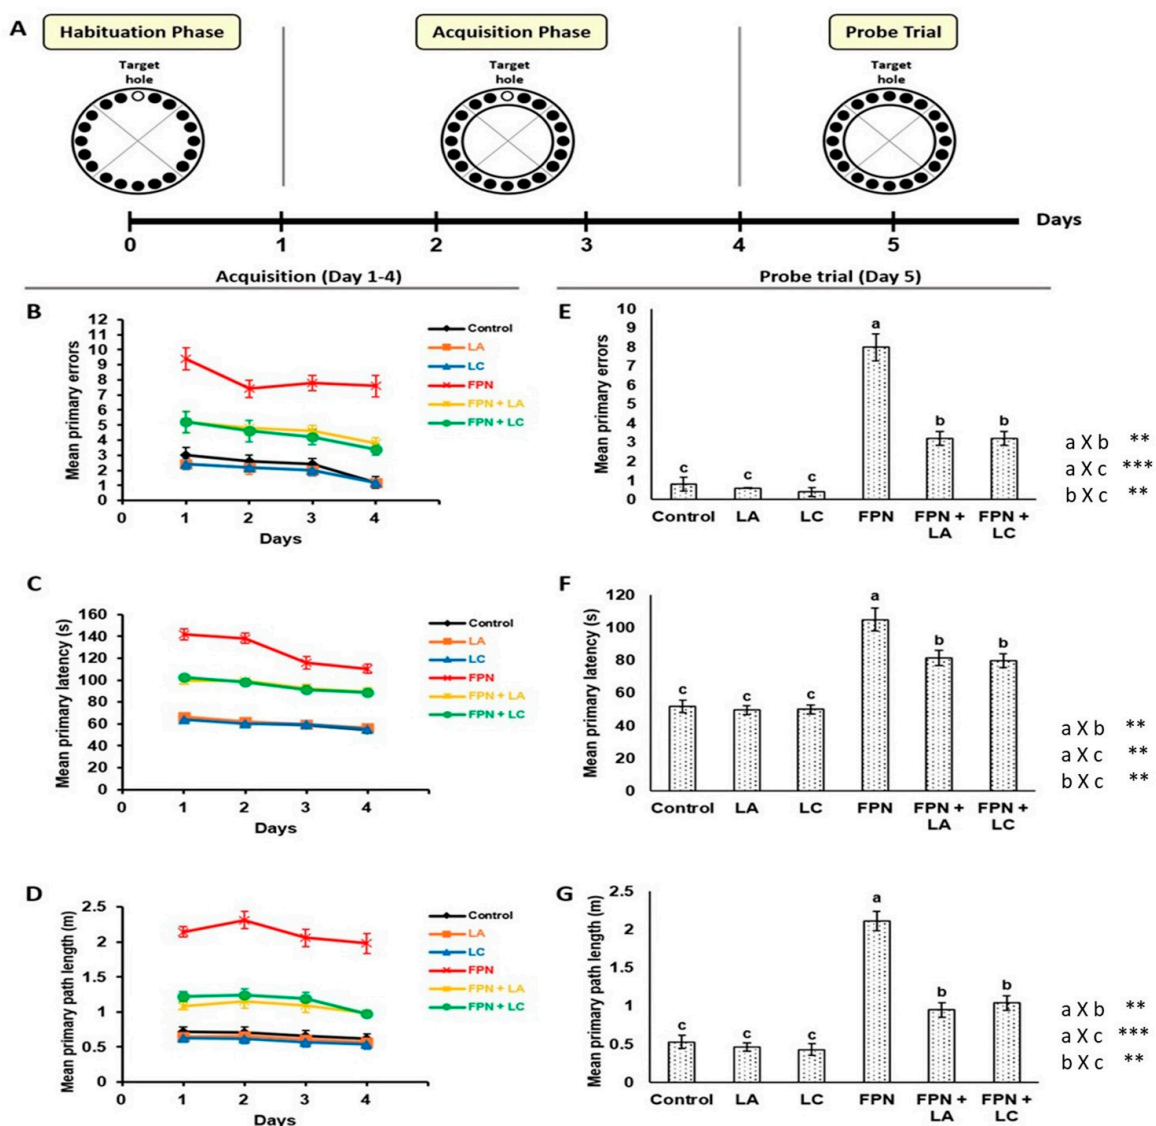 A
Habituation Phase
Acquisition Phase
Probe Trial
Target
hole
Target
hole
Target
hole
Days
0 1 2 3 4 5
Acquisition (Day 1-4)
Probe trial (Day 5)
B
Mean primary errors
12
11
10
9
8
7
6
5
4
3
2
1
0
0 1 2 3 4
Days
Control
LA
LC
FPN
FPN + LA
FPN + LC
E
Mean primary errors
10
9
8
7
6
5
4
3
2
1
0
c c c a b b
Control LA LC FPN FPN + FPN +
LA LC
a X b **
a X c ***
b X c **
C
Mean primary latency (s)
160
140
120
100
80
60
40
20
0
0 1 2 3 4
Days
Control
LA
LC
FPN
FPN + LA
FPN + LC
F
Mean primary latency (s)
120
100
80
60
40
20
0
c c c a b b
Control LA LC FPN FPN + FPN +
LA LC
a X b **
a X c **
b X c **
D
Mean primary path length (m)
2.5
2
1.5
1
0.5
0
0 1 2 3 4
Days
Control
LA
LC
FPN
FPN + LA
FPN + LC
G
Mean primary path length (m)
2.5
2
1.5
1
0.5
0
c c c a b b
Control LA LC FPN FPN + FPN +
LA LC
a X b **
a X c ***
b X c **